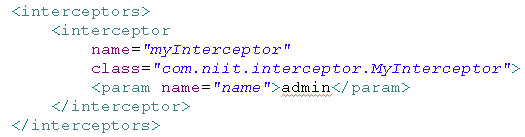 <interceptors>
<interceptor
name="myInterceptor"
class="com.niit.interceptor.MyInterceptor">
<param name="name">admin</param>
</interceptor>
</interceptors>